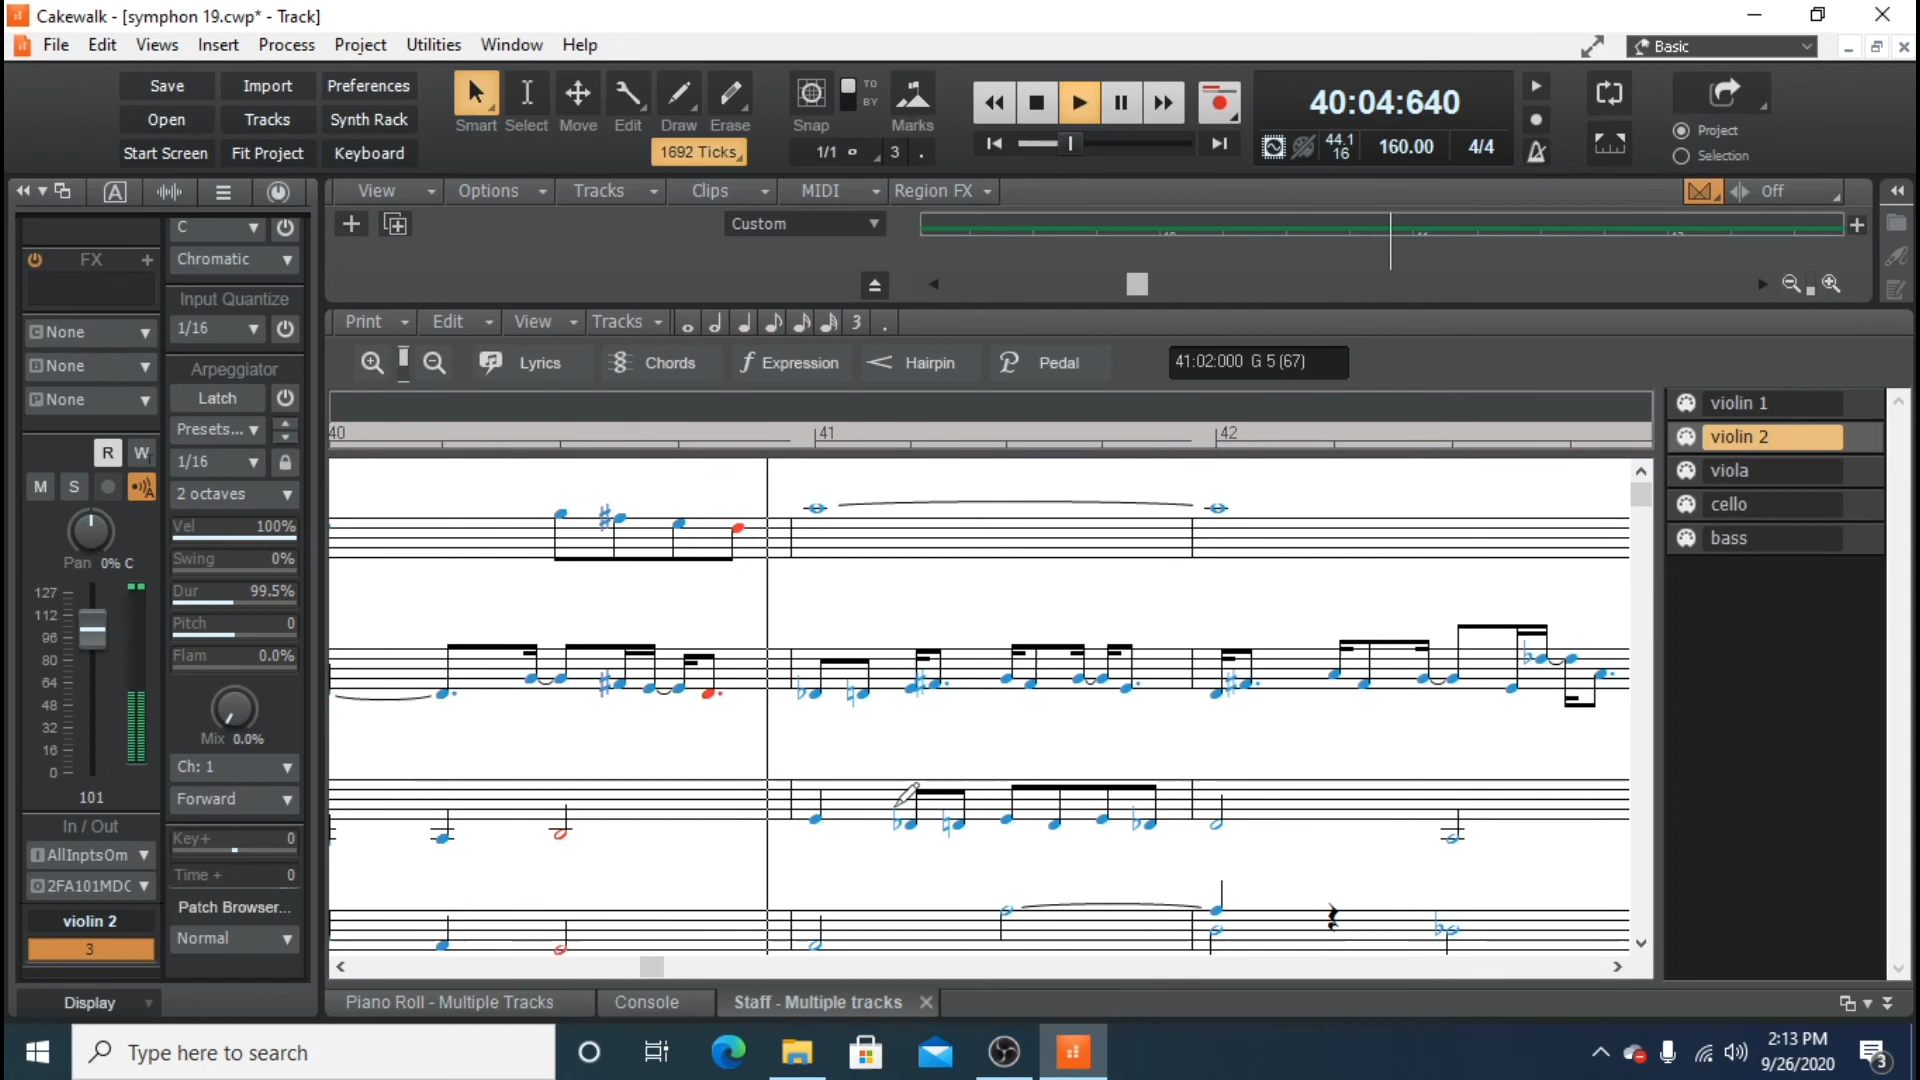 Cakewalk - [symphon 19.cwp* - Track]
File Edit Views Insert Process Project Utilities Window Help
Basic
Save Import Preferences
Open Tracks Synth Rack
Start Screen Fit Project Keyboard
Smart Select Move Edit Draw Erase
1692 Ticks
Snap
TO
BY
Marks
1/1 3 .
40:04:640
44.1
16
160.00 4/4
Project
Selection
View Options Tracks Clips MIDI Region FX
Off
Custom
FX
C None
None
P None
R W
M S
Pan 0% C
127
112
96
80
64
48
32
16
0
101
In / Out
AllInptsOm
2FA101MDC
violin 2
3
Display
C
Chromatic
Input Quantize
1/16
Arpeggiator
Latch
Presets...
1/16
2 octaves
Vel 100%
Swing 0%
Dur 99.5%
Pitch 0
Flam 0.0%
Mix 0.0%
Ch: 1
Forward
Key+ 0
Time + 0
Patch Browser...
Normal
Print Edit View Tracks 3 .
Lyrics Chords Expression Hairpin Pedal
41:02:000 G 5 (67)
40 41 42
violin 1
violin 2
viola
cello
bass
Piano Roll - Multiple Tracks Console Staff - Multiple tracks
Type here to search
2:13 PM
9/26/2020
3